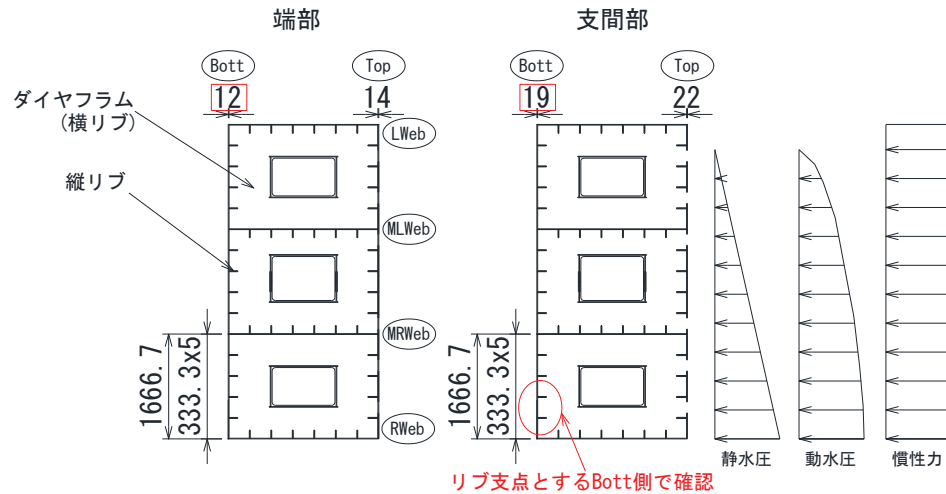 端部
支間部
Bott
Top
Bott
Top
12
14
19
22
ダイヤフラム
(横リブ)
縦リブ
LWeb
MLWeb
MRWeb
RWeb
1666.7
333.3x5
1666.7
333.3x5
静水圧
動水圧
慣性力
リブ支点とするBott側で確認